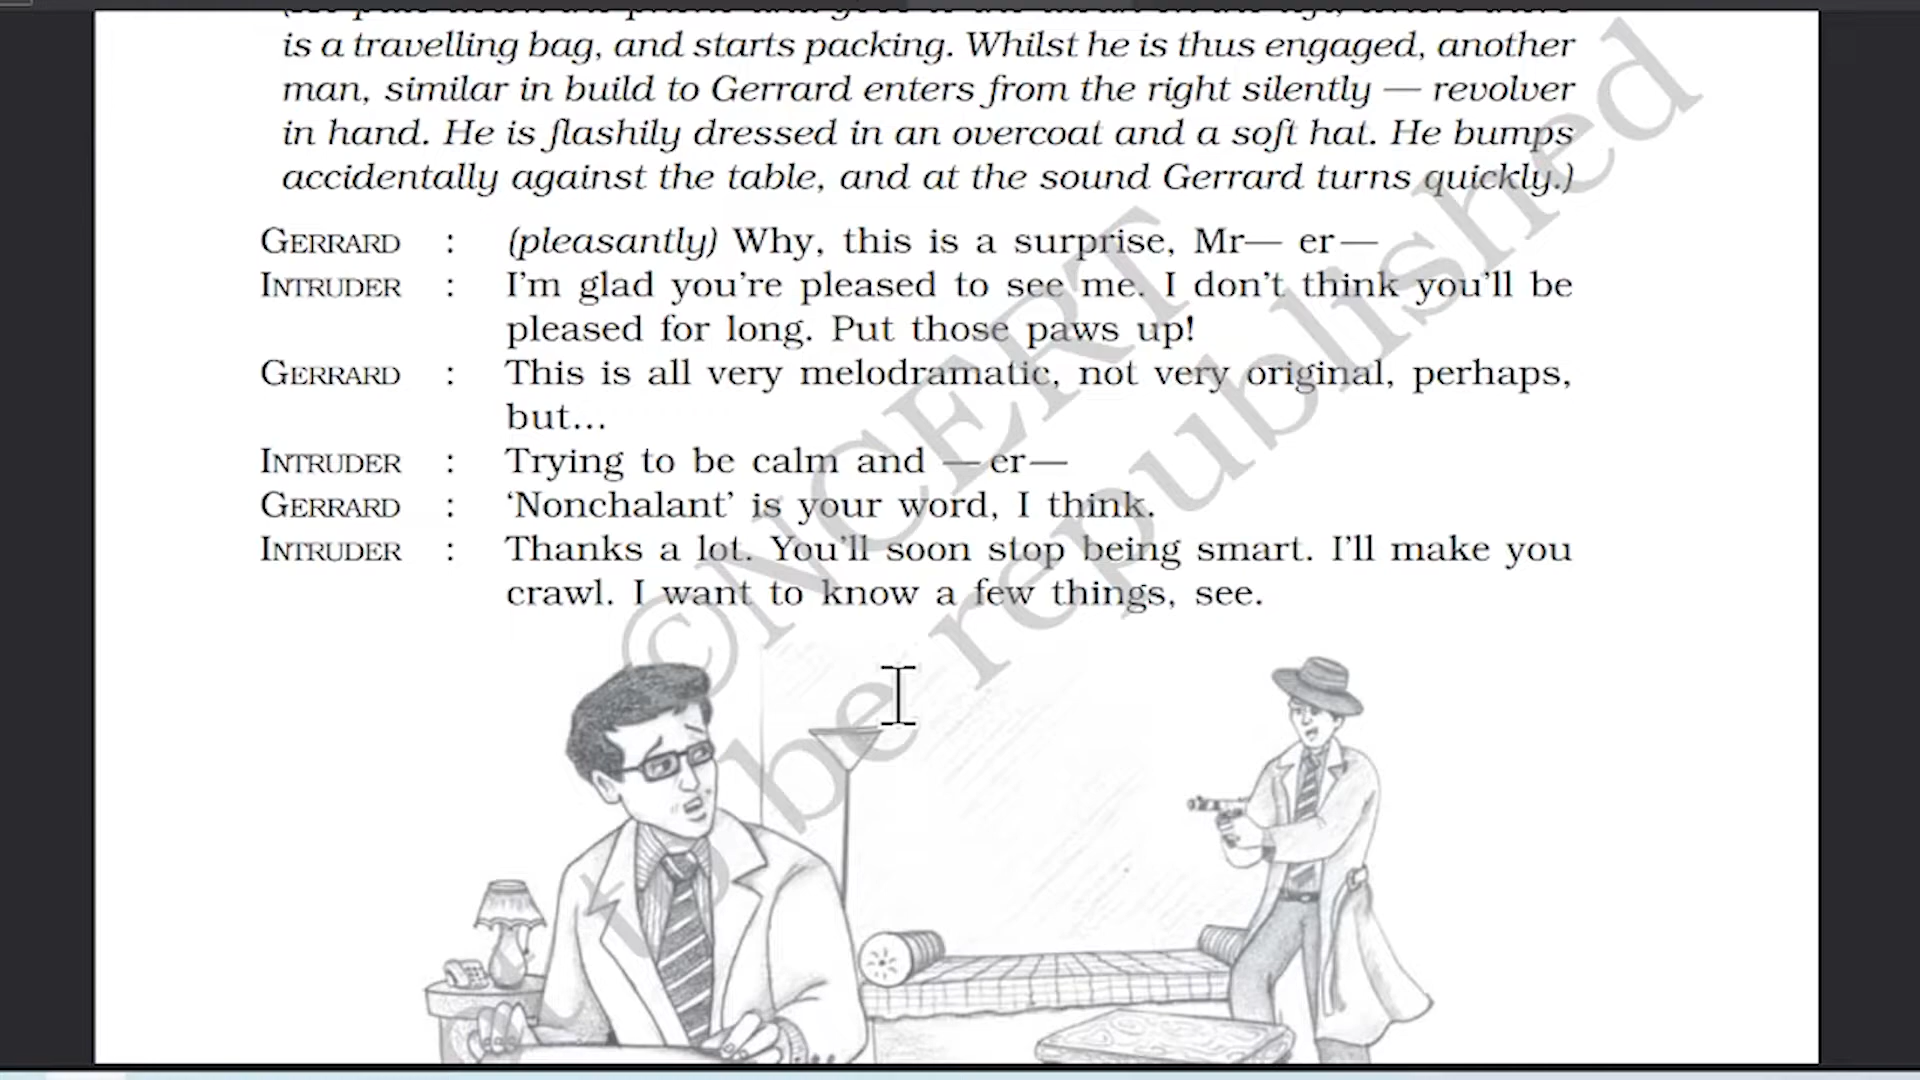 is a travelling bag, and starts packing. Whilst he is thus engaged, another
man, similar in build to Gerrard enters from the right silently — revolver
in hand. He is flashily dressed in an overcoat and a soft hat. He bumps
accidentally against the table, and at the sound Gerrard turns quickly.)
GERRARD : (pleasantly) Why, this is a surprise, Mr— er—
INTRUDER : I'm glad you're pleased to see me. I don't think you'll be
pleased for long. Put those paws up!
GERRARD : This is all very melodramatic, not very original, perhaps,
but...
INTRUDER : Trying to be calm and —er—
GERRARD : ‘Nonchalant’ is your word, I think.
INTRUDER : Thanks a lot. You'll soon stop being smart. I'll make you
crawl. I want to know a few things, see.
©NCERT
be republished